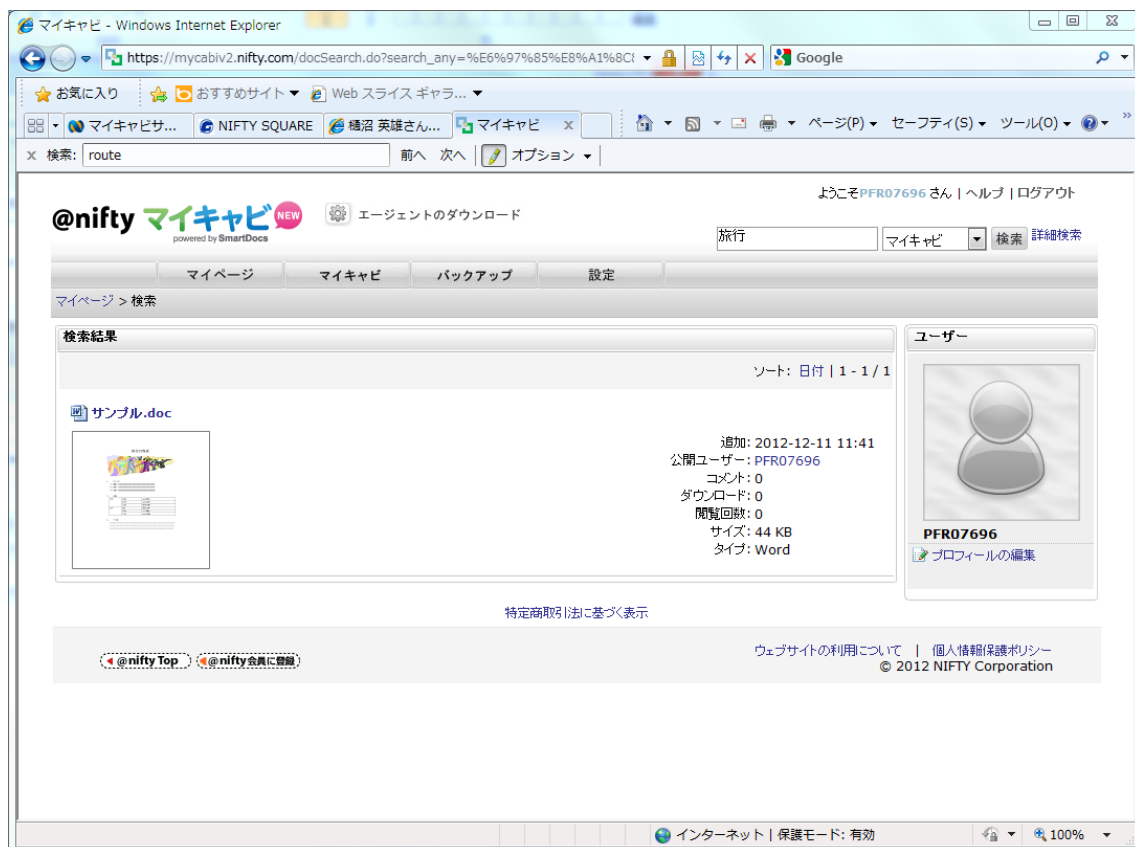 マイキャビ - Windows Internet Explorer
https://mycabiv2.nifty.com/docSearch.do?search_any=%E6%97%85%E8%A1%8C&
Google
お気に入り おすすめサイト ▼ Web スライス ギャラ... ▼
マイキャビサ... NIFTY SQUARE 樋沼 英雄さん... マイキャビ x ページ(P) セーフティ(S) ツール(O) »
x 検索: route 前へ 次へ オプション
ようこそPFR07696 さん | ヘルプ | ログアウト
@nifty マイキャビ NEW エージェントのダウンロード
powered by SmartDocs
旅行 マイキャビ 検索 詳細検索
マイページ マイキャビ バックアップ 設定
マイページ > 検索
検索結果
ソート: 日付 | 1 - 1 / 1
サンプル.doc
追加: 2012-12-11 11:41
公開ユーザー: PFR07696
コメント: 0
ダウンロード: 0
閲覧回数: 0
サイズ: 44 KB
タイプ: Word
ユーザー
PFR07696
プロフィールの編集
特定商取引法に基づく表示
@nifty Top @nifty会員に登録
ウェブサイトの利用について | 個人情報保護ポリシー
© 2012 NIFTY Corporation
インターネット | 保護モード: 有効 100%